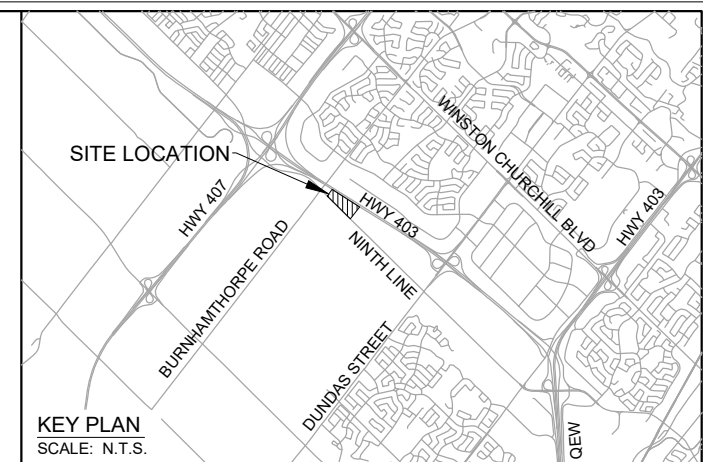 WINSTON CHURCHILL BLVD
SITE LOCATION
HWY 407
HWY 403
HWY 403
BURNHAMTHORPE ROAD
NINTH LINE
DUNDAS STREET
QEW
KEY PLAN
SCALE: N.T.S.